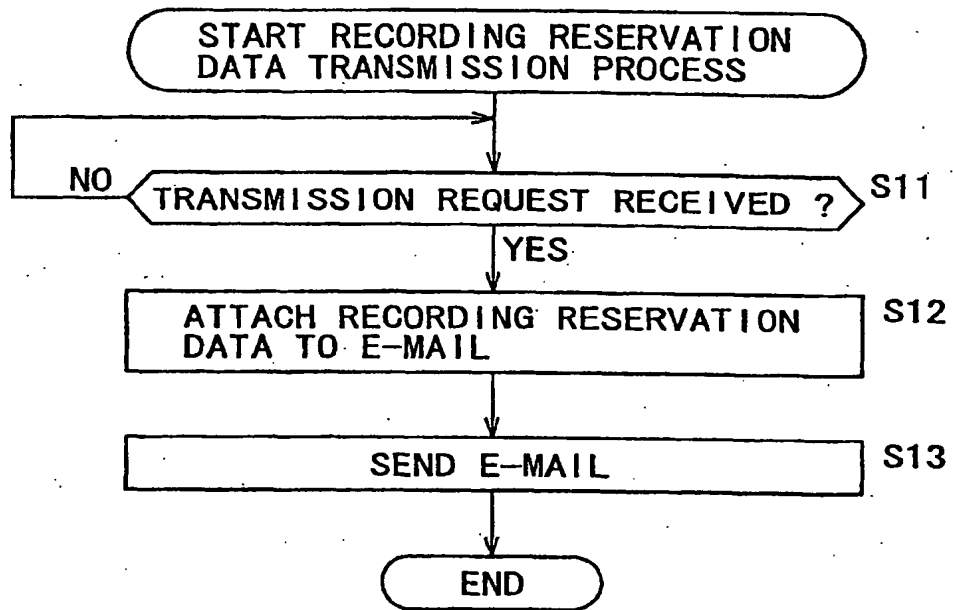 START RECORDING RESERVATION
DATA TRANSMISSION PROCESS
NO
TRANSMISSION REQUEST RECEIVED ?
S11
YES
ATTACH RECORDING RESERVATION
DATA TO E-MAIL
S12
SEND E-MAIL
S13
END